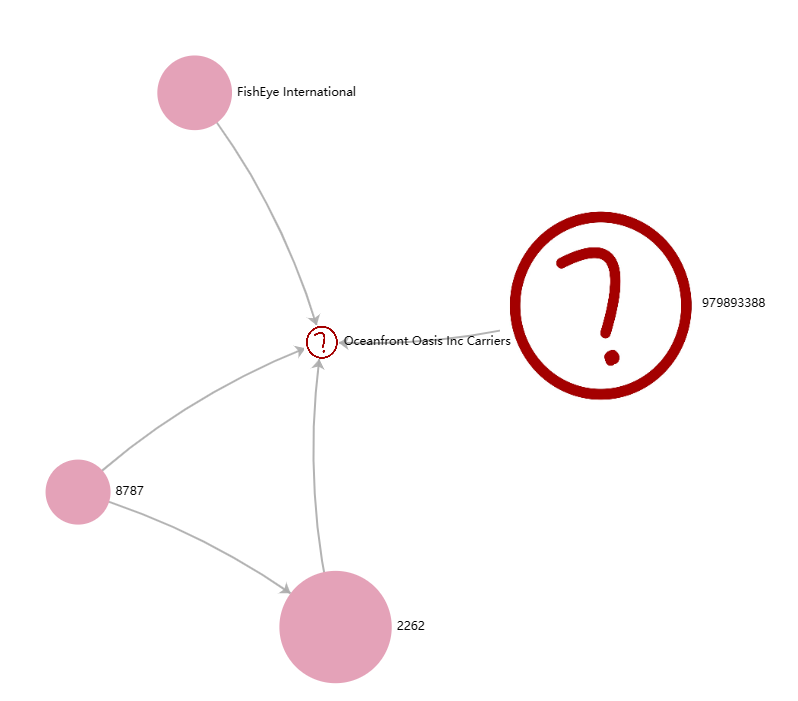 FishEye International
979893388
Oceanfront Oasis Inc Carriers
8787
2262